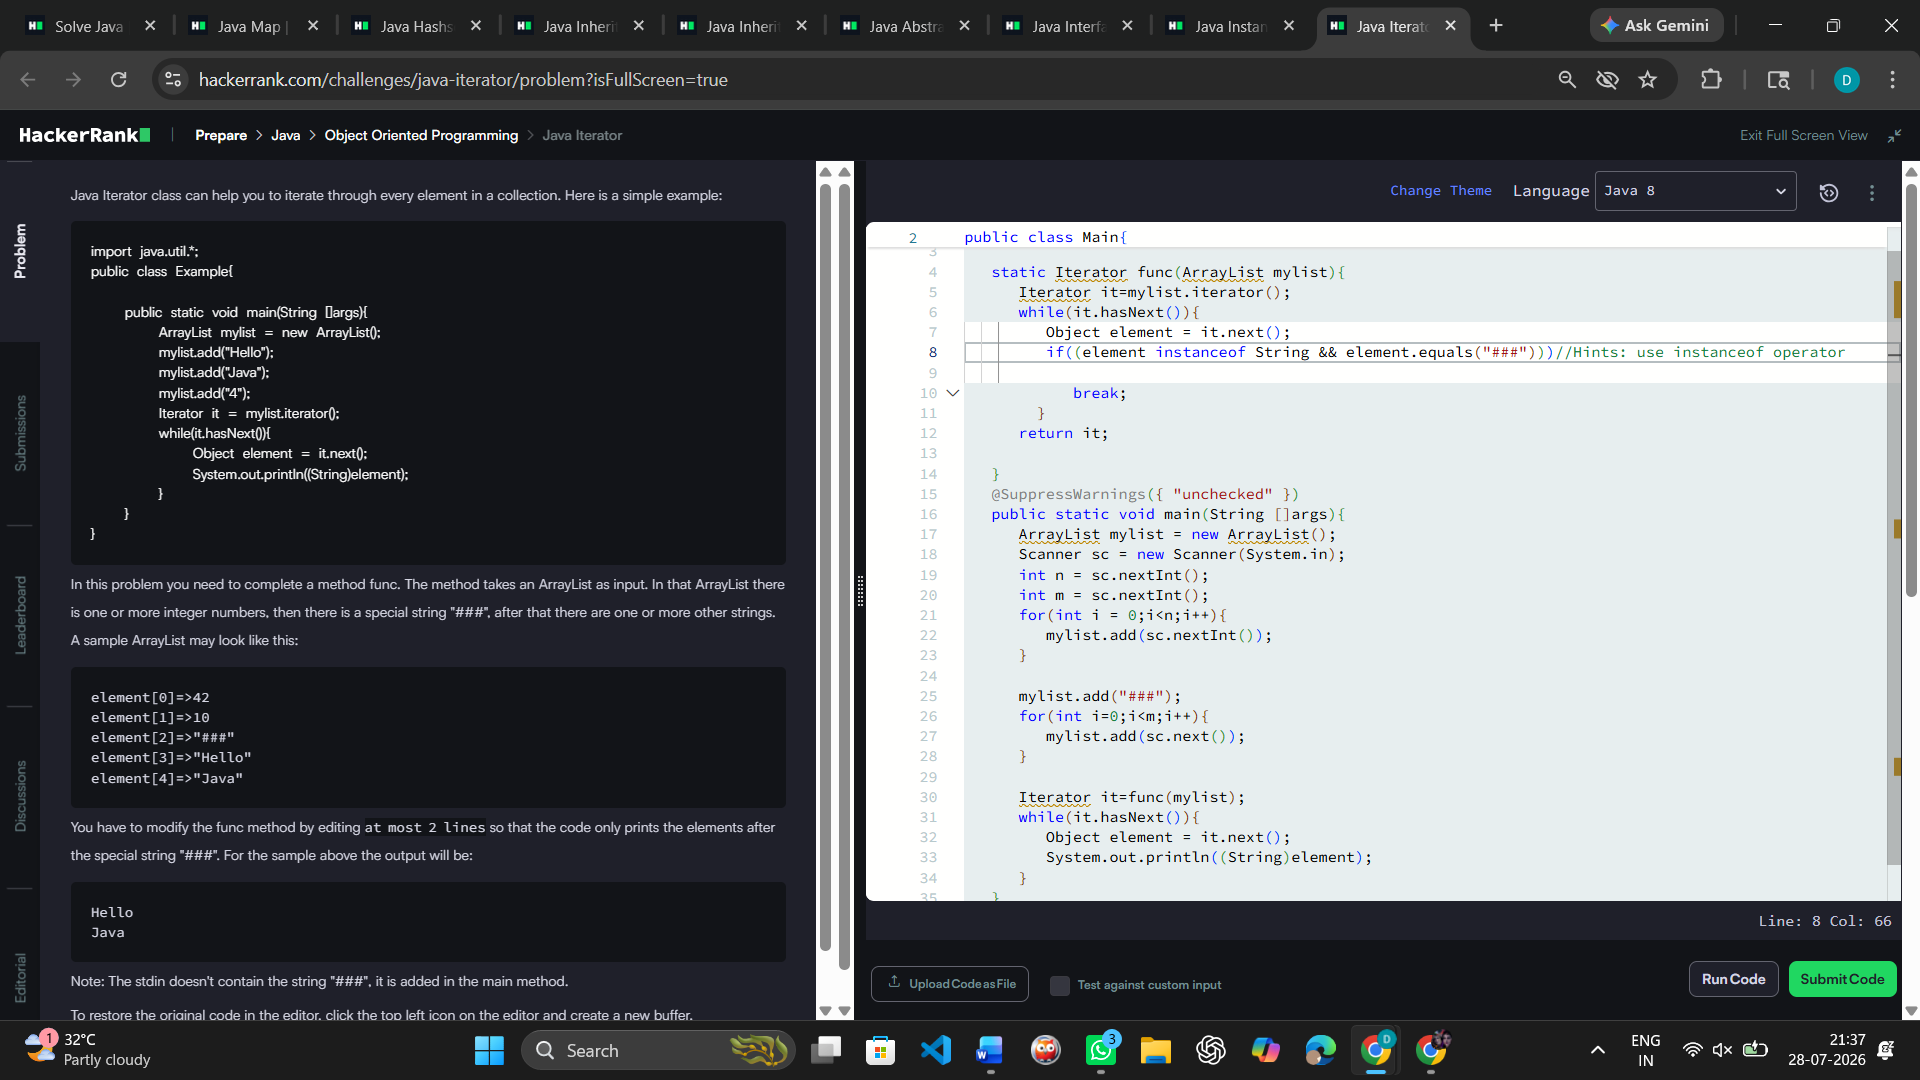 Solve Java
Java Map |
Java Hashs
Java Inheri
Java Inheri
Java Abstra
Java Interfa
Java Instan
Java Iterato
Ask Gemini
hackerrank.com/challenges/java-iterator/problem?isFullScreen=true
D
HackerRank
Prepare > Java > Object Oriented Programming > Java Iterator
Exit Full Screen View
Problem
Submissions
Leaderboard
Discussions
Editorial
Java Iterator class can help you to iterate through every element in a collection. Here is a simple example:
import java.util.*;
public class Example{
public static void main(String []args){
ArrayList mylist = new ArrayList();
mylist.add("Hello");
mylist.add("Java");
mylist.add("4");
Iterator it = mylist.iterator();
while(it.hasNext()){
Object element = it.next();
System.out.println((String)element);
}
}
}
In this problem you need to complete a method func. The method takes an ArrayList as input. In that ArrayList there
is one or more integer numbers, then there is a special string "###", after that there are one or more other strings.
A sample ArrayList may look like this:
element[0]=>42
element[1]=>10
element[2]=>"###"
element[3]=>"Hello"
element[4]=>"Java"
You have to modify the func method by editing at most 2 lines so that the code only prints the elements after
the special string "###". For the sample above the output will be:
Hello
Java
Note: The stdin doesn't contain the string "###", it is added in the main method.
To restore the original code in the editor, click the top left icon on the editor and create a new buffer.
Change Theme Language Java 8
2 public class Main{
3
4 static Iterator func(ArrayList mylist){
5 Iterator it=mylist.iterator();
6 while(it.hasNext()){
7 Object element = it.next();
8 if((element instanceof String && element.equals("###")))//Hints: use instanceof operator
9
10 break;
11 }
12 return it;
13
14 }
15 @SuppressWarnings({ "unchecked" })
16 public static void main(String []args){
17 ArrayList mylist = new ArrayList();
18 Scanner sc = new Scanner(System.in);
19 int n = sc.nextInt();
20 int m = sc.nextInt();
21 for(int i = 0;i<n;i++){
22 mylist.add(sc.nextInt());
23 }
24
25 mylist.add("###");
26 for(int i=0;i<m;i++){
27 mylist.add(sc.next());
28 }
29
30 Iterator it=func(mylist);
31 while(it.hasNext()){
32 Object element = it.next();
33 System.out.println((String)element);
34 }
35 }
Line: 8 Col: 66
Upload Code as File
Test against custom input
Run Code
Submit Code
1
32°C
Partly cloudy
Search
3
D
ENG
IN
21:37
28-07-2026